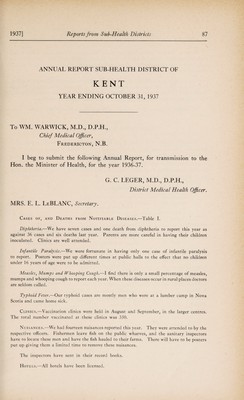 1937] Reports from Sub-Health Districts 87
ANNUAL REPORT SUB-HEALTH DISTRICT OF
KENT
YEAR ENDING OCTOBER 31, 1937
To WM. WARWICK, M.D., D.P.H.,
Chief Medical Officer,
FREDERICTON, N.B.
I beg to submit the following Annual Report, for transmission to the
Hon. the Minister of Health, for the year 1936-37.
G. C. LEGER, M.D., D.P.H.,
District Medical Health Officer.
MRS. E. L. LeBLANC, Secretary.
CASES OF, AND DEATHS FROM NOTIFIABLE DISEASES.—Table I.
Diphtheria.—We have seven cases and one death from diphtheria to report this year as
against 36 cases and six deaths last year. Parents are more careful in having their children
inoculated. Clinics are well attended.
Infantile Paralysis.—We were fortunate in having only one case of infantile paralysis
to report. Posters were put up different times at public halls to the effect that no children
under 16 years of age were to be admitted.
Measles, Mumps and Whooping Cough.—I find there is only a small percentage of measles,
mumps and whooping cough to report each year. When these diseases occur in rural places doctors
are seldom called.
Typhoid Fever.—Our typhoid cases are mostly men who were at a lumber camp in Nova
Scotia and came home sick.
CLINICS.—Vaccination clinics were held in August and September, in the larger centres.
The total number vaccinated at these clinics was 350.
NUISANCES.—We had fourteen nuisances reported this year. They were attended to by the
respective officers. Fishermen leave fish on the public wharves, and the sanitary inspectors
have to locate these men and have the fish hauled to their farms. There will have to be posters
put up giving them a limited time to remove these nuisances.
The inspectors have sent in their record books.
HOTELS.—All hotels have been licensed.